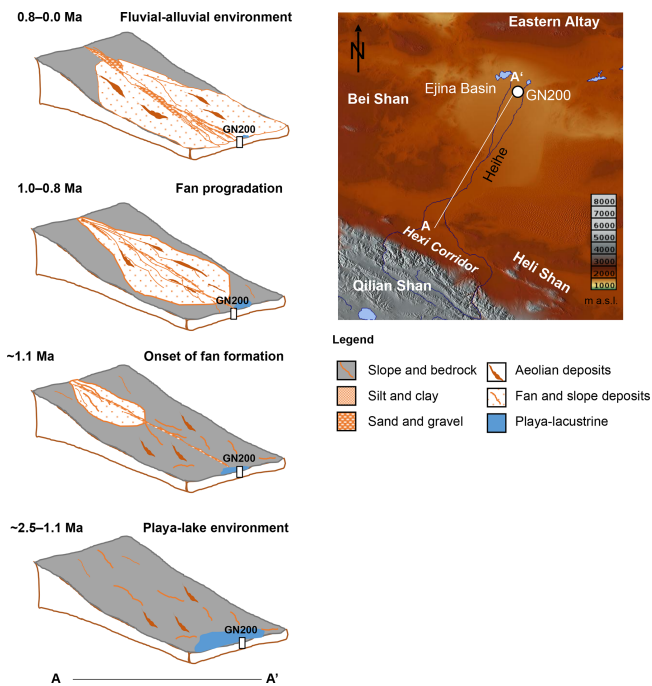 0.8–0.0 Ma Fluvial-alluvial environment
GN200
1.0–0.8 Ma Fan progradation
GN200
~1.1 Ma Onset of fan formation
GN200
~2.5–1.1 Ma Playa-lake environment
GN200
A A'
Eastern Altay
N
A'
Ejina Basin
GN200
Bei Shan
Heihe
A
Hexi Corridor
Heli Shan
Qilian Shan
8000
7000
6000
5000
4000
3000
2000
1000
m a.s.l.
Legend
Slope and bedrock
Aeolian deposits
Silt and clay
Fan and slope deposits
Sand and gravel
Playa-lacustrine